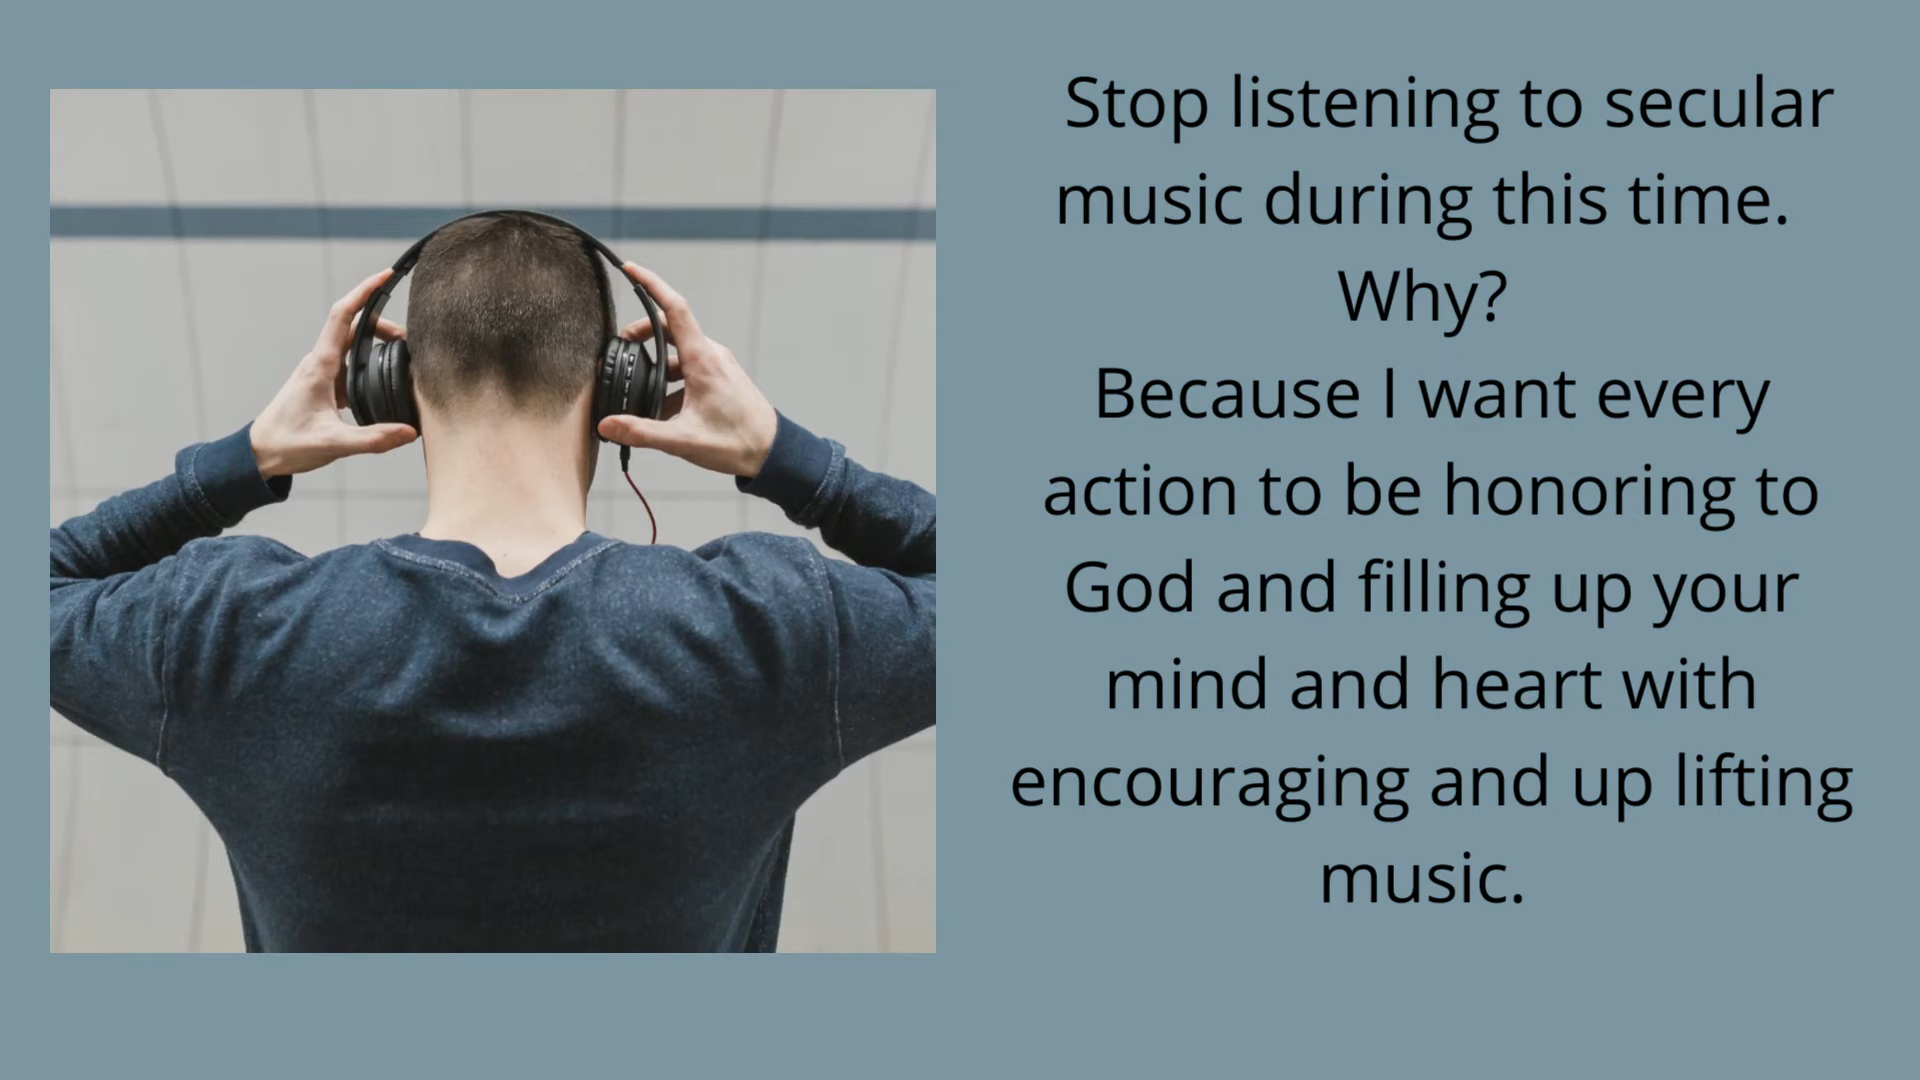 Stop listening to secular
music during this time.
Why?
Because I want every
action to be honoring to
God and filling up your
mind and heart with
encouraging and up lifting
music.